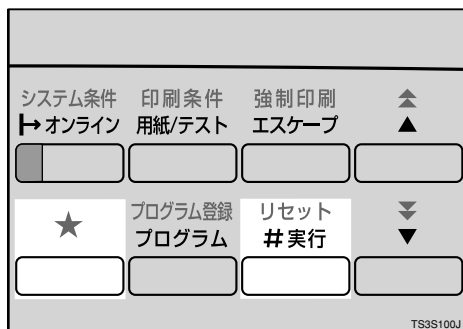 システム条件 印刷条件 強制印刷
オンライン 用紙/テスト エスケープ ▲
★ プログラム登録 リセット
プログラム #実行 ▼
TS3S100J